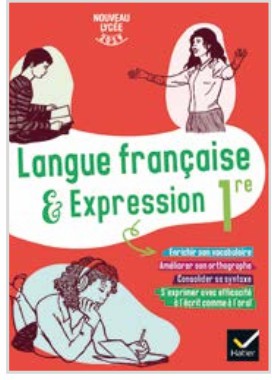 NOUVEAU
LYCÉE
2019
Langue française
& Expression 1re
Enrichir son vocabulaire
Améliorer son orthographe
Consolider sa syntaxe
S'exprimer avec efficacité
à l'écrit comme à l'oral
Hatier